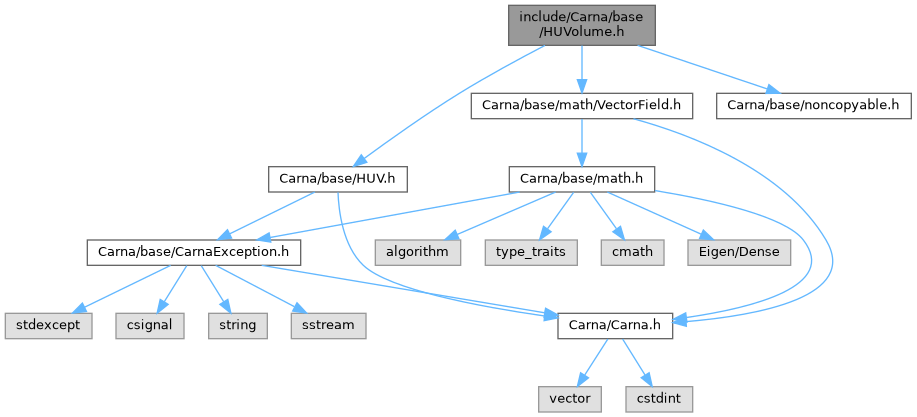 include/Carna/base
/HUVolume.h
Carna/base/math/VectorField.h
Carna/base/noncopyable.h
Carna/base/HUV.h
Carna/base/math.h
Carna/base/CarnaException.h
algorithm
type_traits
cmath
Eigen/Dense
stdexcept
csignal
string
sstream
Carna/Carna.h
vector
cstdint